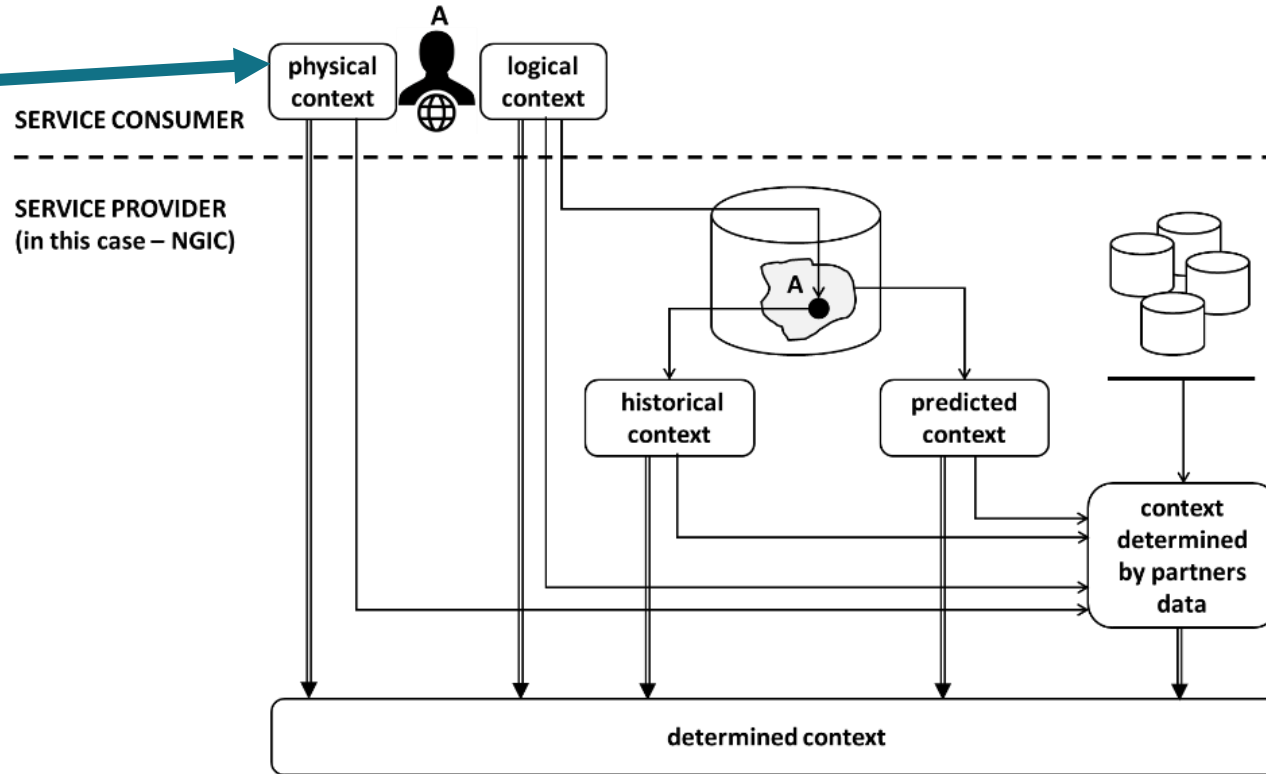 A
physical
context
logical
context
SERVICE CONSUMER
SERVICE PROVIDER
(in this case – NGIC)
A
historical
context
predicted
context
context
determined
by partners
data
determined context